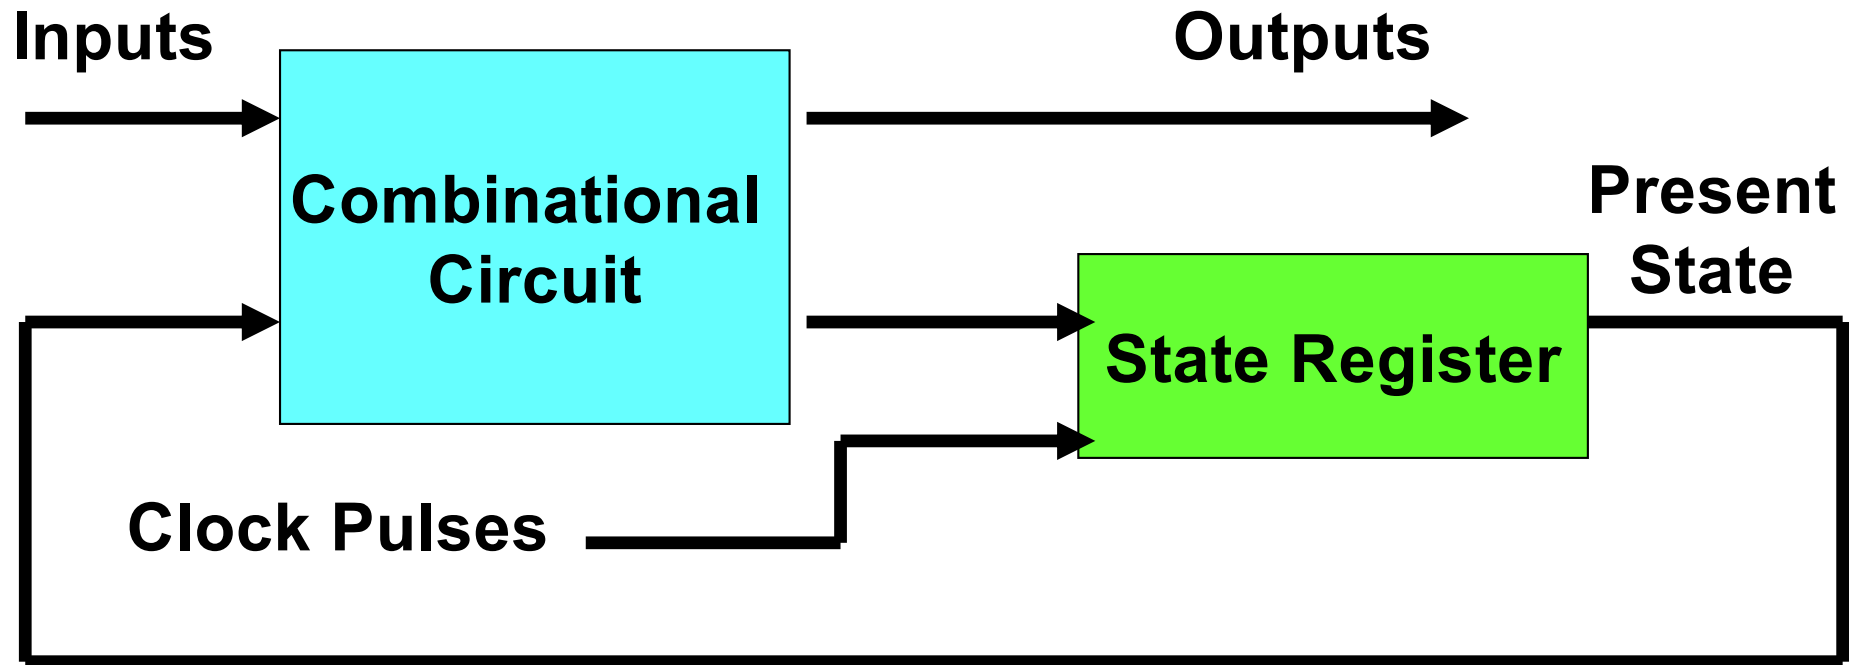 Inputs
Outputs
Combinational
Circuit
Present
State
State Register
Clock Pulses